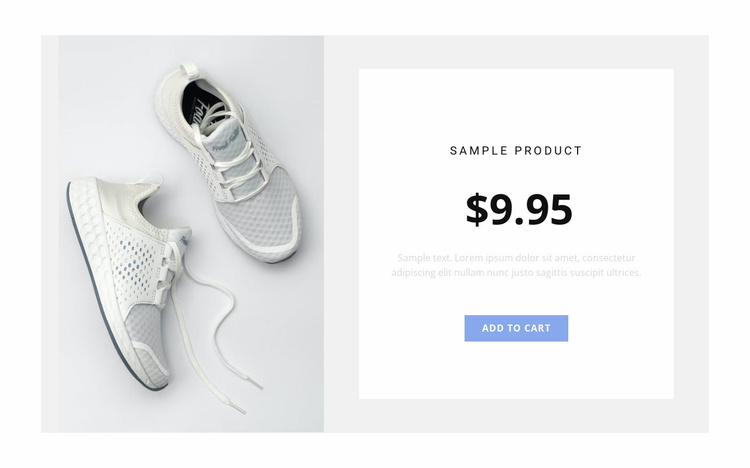 SAMPLE PRODUCT
$9.95
Sample text. Lorem ipsum dolor sit amet, consectetur
adipiscing elit nullam nunc justo sagittis suscipit ultrices.
ADD TO CART